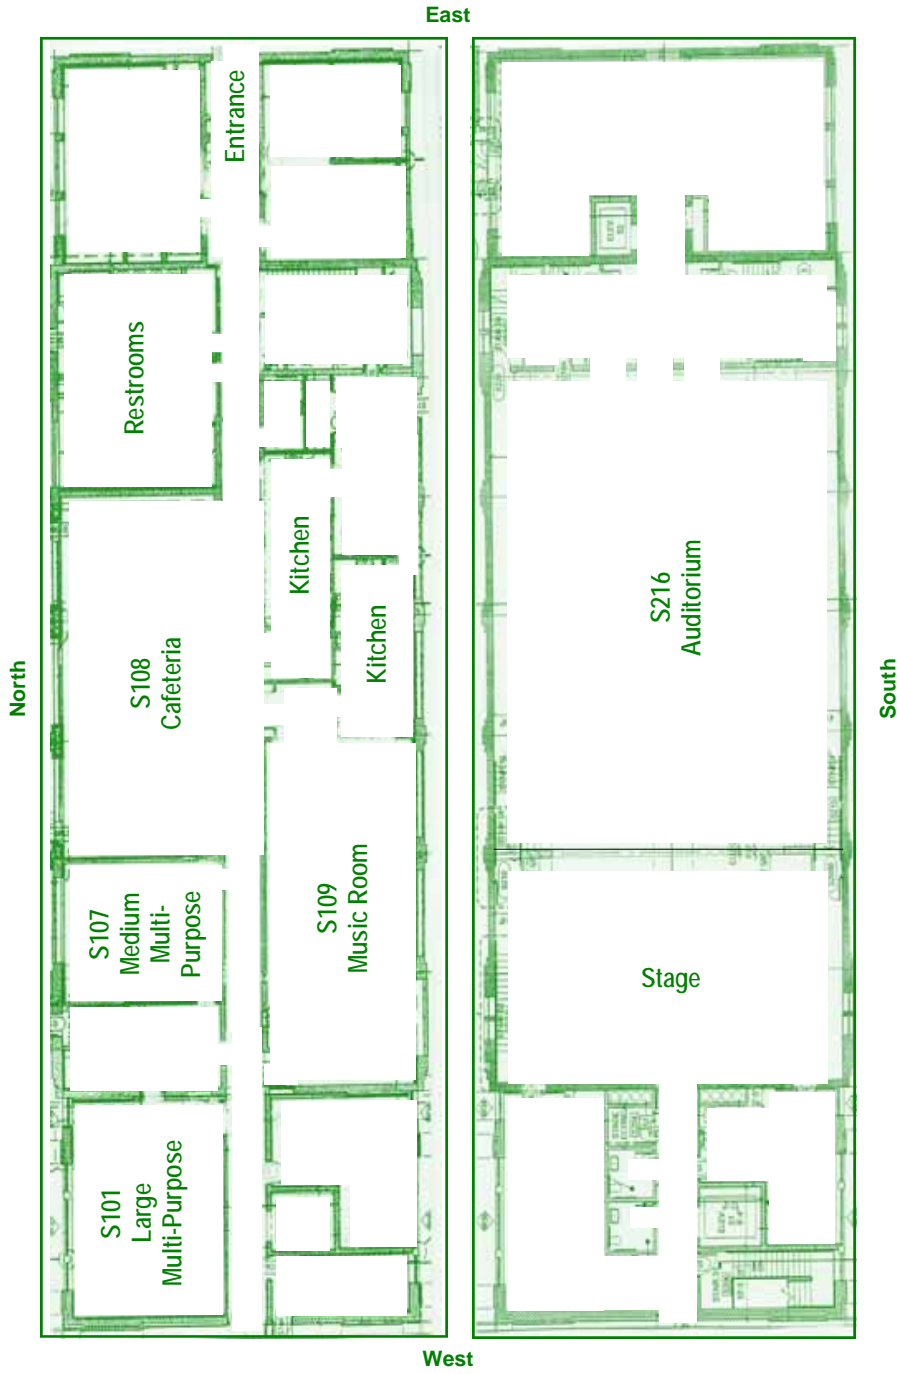 East
Entrance
Restrooms
Kitchen
Kitchen
S108
Cafeteria
S107
Medium
Multi-
Purpose
S109
Music Room
S101
Large
Multi-Purpose
S216
Auditorium
Stage
North
South
West